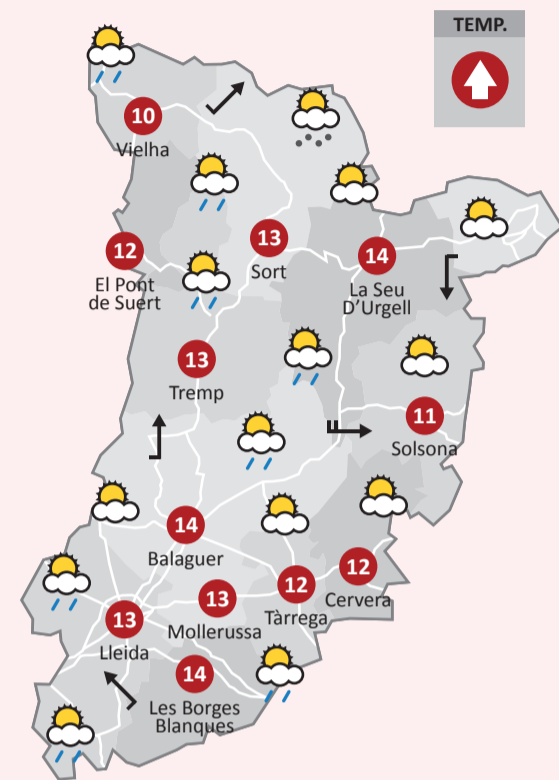 TEMP.
10
Vielha
12
El Pont
de Suert
13
Sort
14
La Seu
D'Urgell
13
Tremp
11
Solsona
14
Balaguer
12
Cervera
12
Tàrrega
13
Mollerussa
13
Lleida
14
Les Borges
Blanques